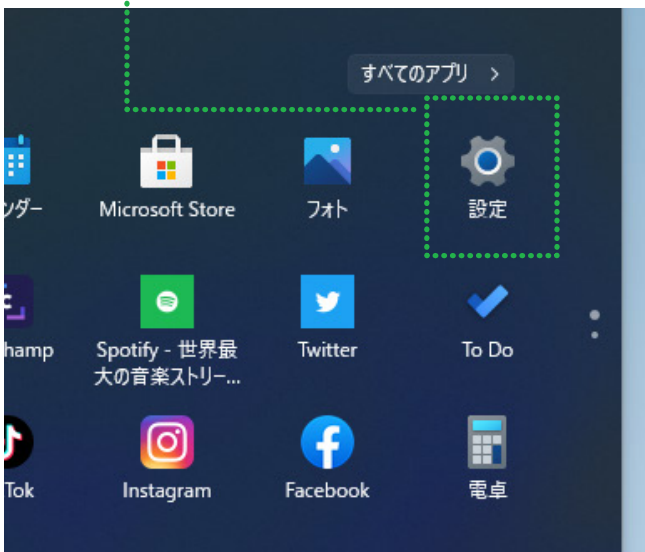 すべてのアプリ >
ンダー
Microsoft Store
フォト
設定
hamp
Spotify - 世界最
大の音楽ストリー...
Twitter
To Do
Tok
Instagram
Facebook
電卓